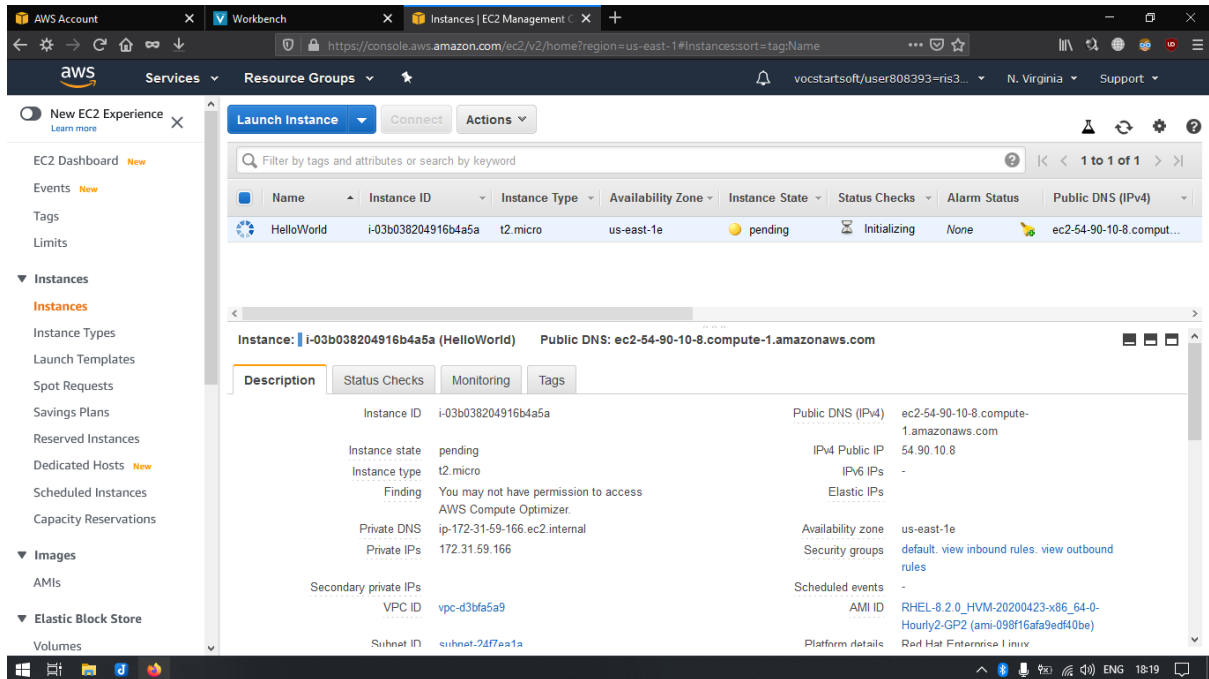 AWS Account
Workbench
Instances | EC2 Management C
https://console.aws.amazon.com/ec2/v2/home?region=us-east-1#Instances:sort=tag:Name
aws
Services
Resource Groups
vocstartsoft/user808393=ris3...
N. Virginia
Support
New EC2 Experience
Learn more
EC2 Dashboard New
Events New
Tags
Limits
Instances
Instances
Instance Types
Launch Templates
Spot Requests
Savings Plans
Reserved Instances
Dedicated Hosts New
Scheduled Instances
Capacity Reservations
Images
AMIs
Elastic Block Store
Volumes
Launch Instance
Connect
Actions
Filter by tags and attributes or search by keyword
1 to 1 of 1
Name Instance ID Instance Type Availability Zone Instance State Status Checks Alarm Status Public DNS (IPv4)
HelloWorld i-03b038204916b4a5a t2.micro us-east-1e pending Initializing None ec2-54-90-10-8.comput...
Instance: i-03b038204916b4a5a (HelloWorld) Public DNS: ec2-54-90-10-8.compute-1.amazonaws.com
Description Status Checks Monitoring Tags
Instance ID i-03b038204916b4a5a
Instance state pending
Instance type t2.micro
Finding You may not have permission to access
AWS Compute Optimizer.
Private DNS ip-172-31-59-166.ec2.internal
Private IPs 172.31.59.166
Secondary private IPs
VPC ID vpc-d3bfa5a9
Subnet ID subnet-24f7ea1a
Public DNS (IPv4) ec2-54-90-10-8.compute-
1.amazonaws.com
IPv4 Public IP 54.90.10.8
IPv6 IPs -
Elastic IPs
Availability zone us-east-1e
Security groups default. view inbound rules. view outbound
rules
Scheduled events -
AMI ID RHEL-8.2.0_HVM-20200423-x86_64-0-
Hourly2-GP2 (ami-098f16afa9edf40be)
Platform details Red Hat Enterprise Linux
ENG 18:19